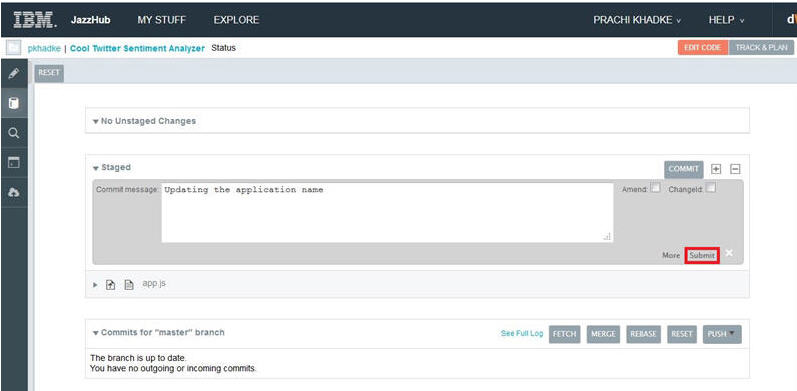 IBM. JazzHub MY STUFF EXPLORE PRACHI KHADKE HELP
pkhadke | Cool Twitter Sentiment Analyzer Status EDIT CODE TRACK & PLAN
RESET
No Unstaged Changes
Staged COMMIT
Commit message: Updating the application name Amend: ChangeId:
More Submit
app.js
Commits for "master" branch See Full Log FETCH MERGE REBASE RESET PUSH
The branch is up to date.
You have no outgoing or incoming commits.